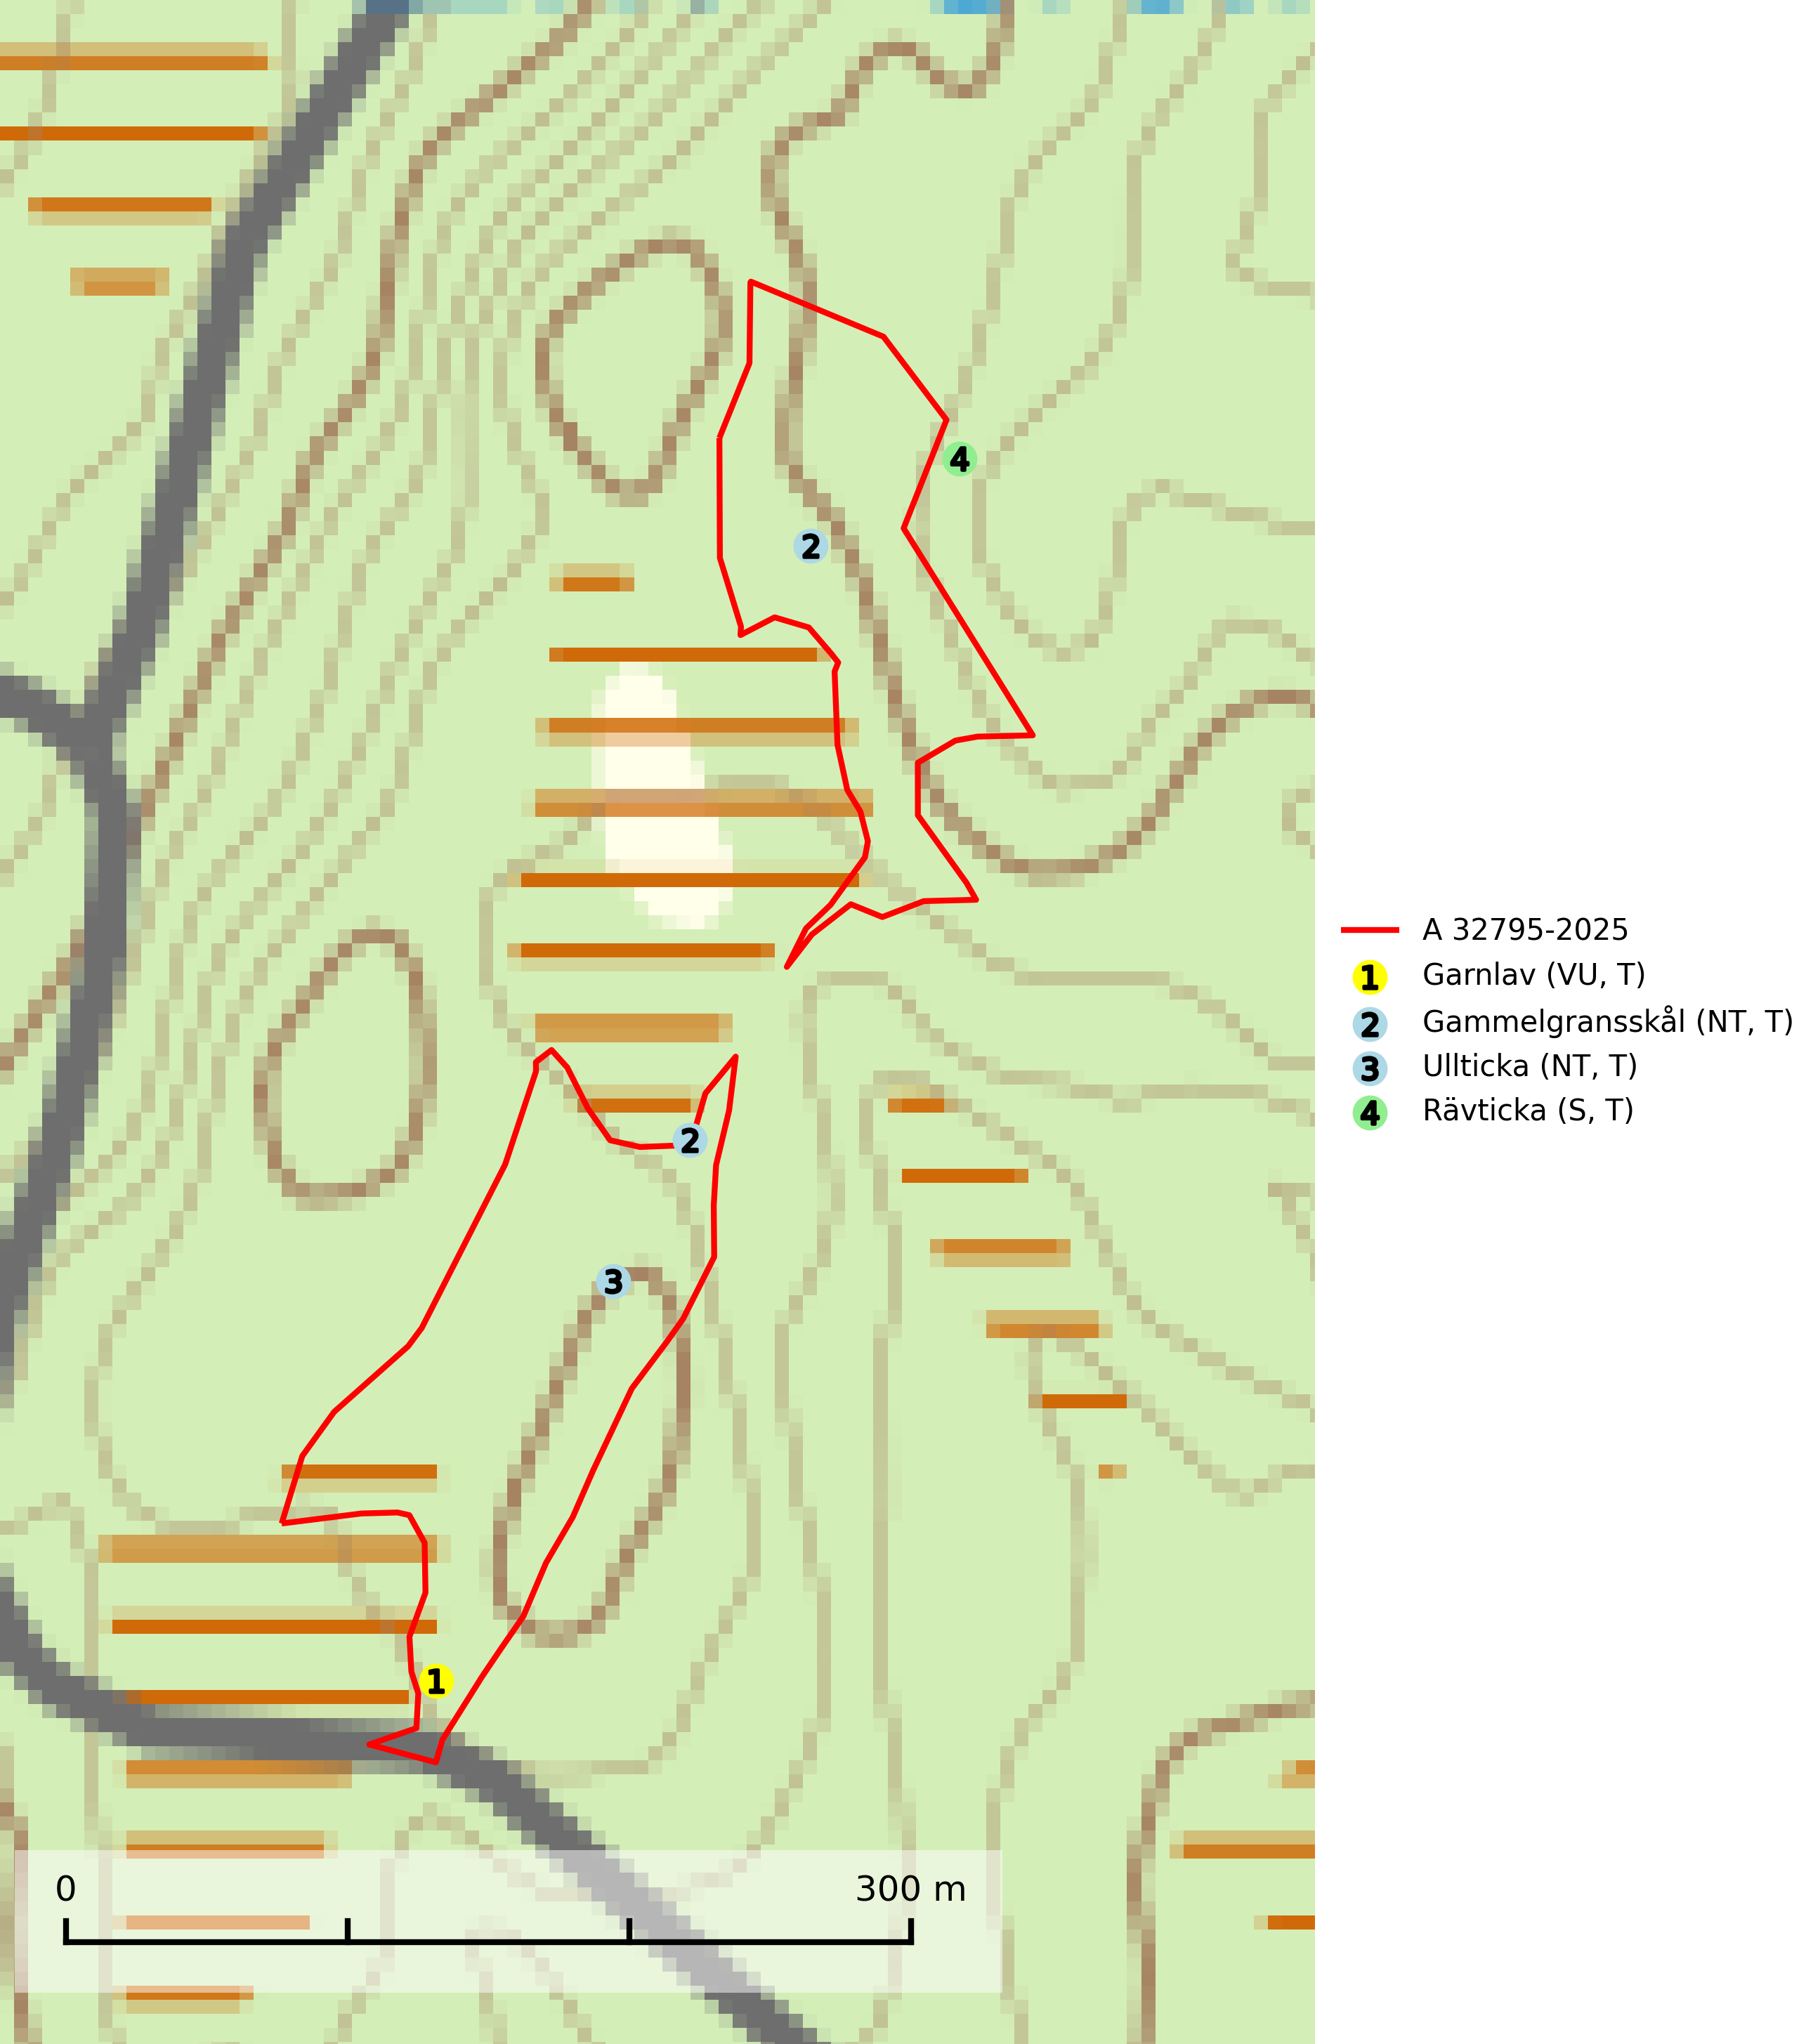 4
2
2
3
1
0 300 m
A 32795-2025
1 Garnlav (VU, T)
2 Gammelgransskål (NT, T)
3 Ullticka (NT, T)
4 Rävticka (S, T)